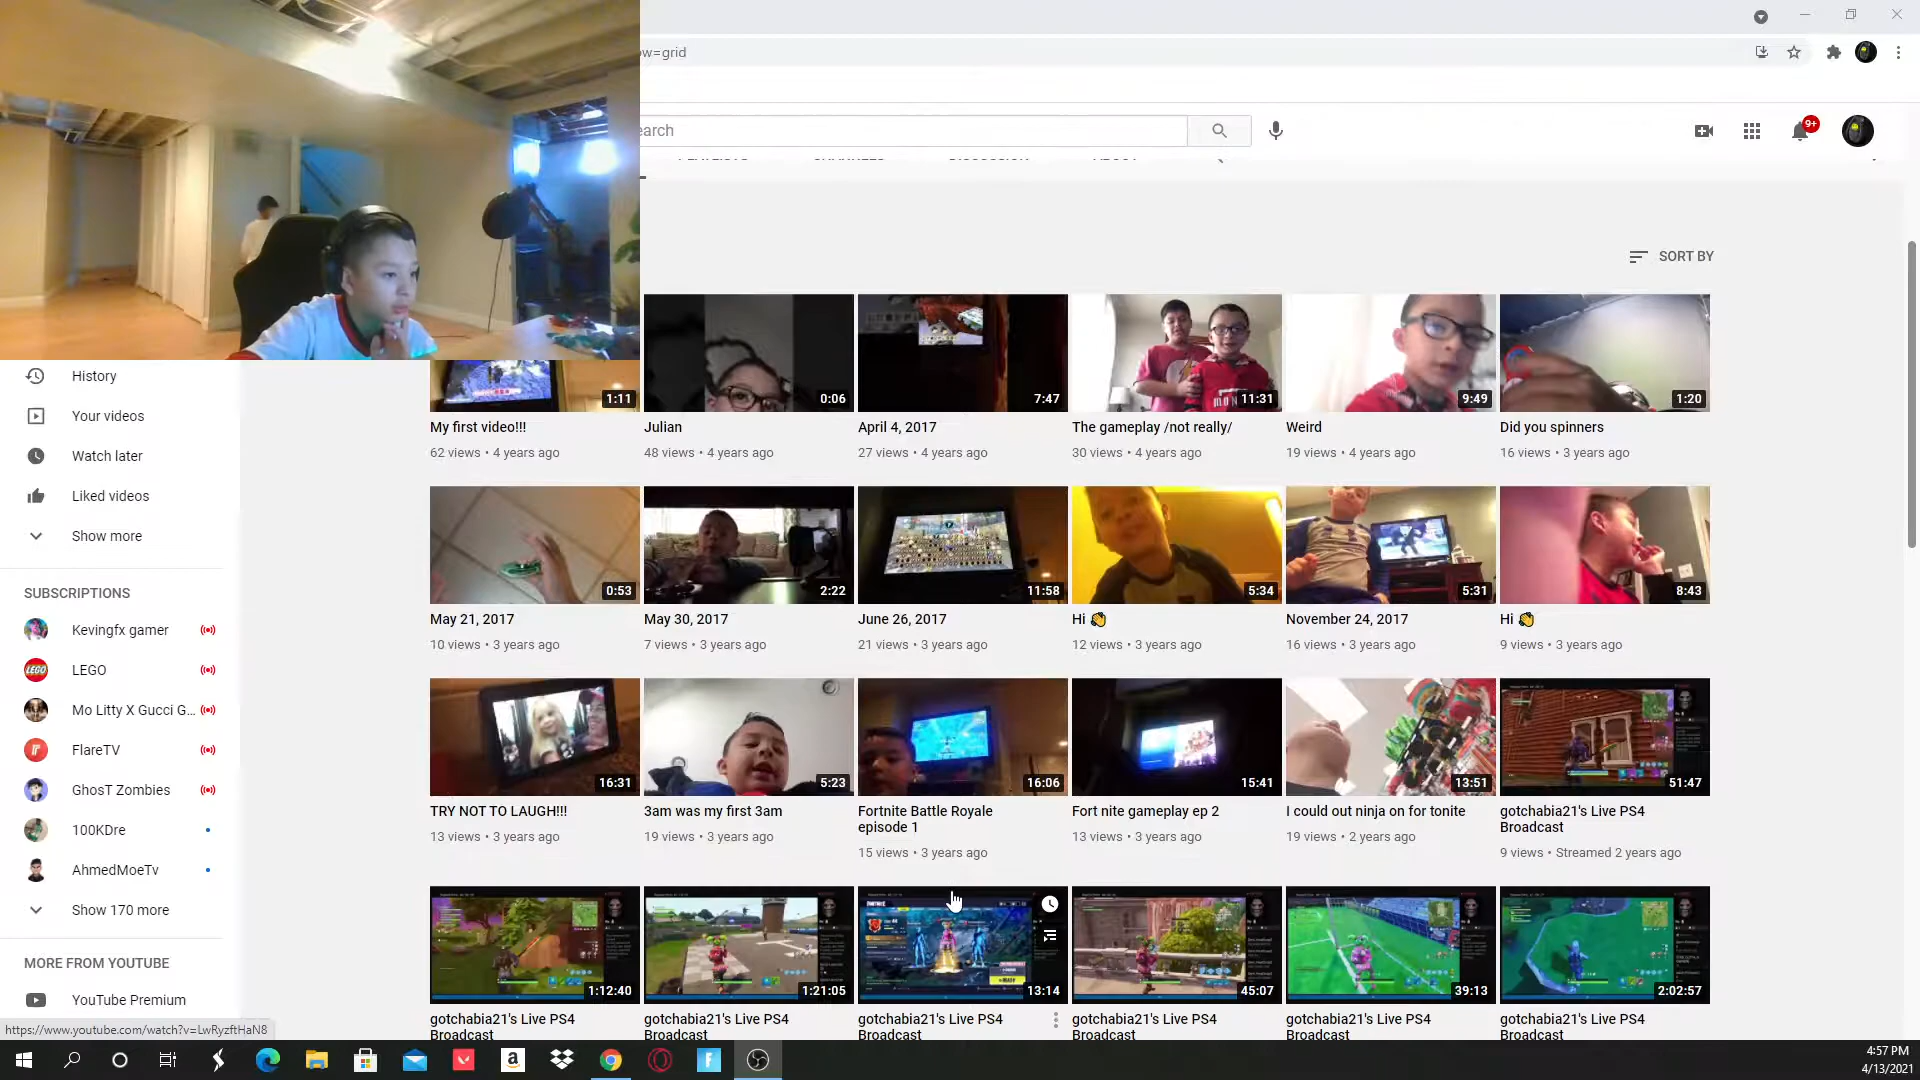 ow=grid
earch
9+
SORT BY
1:11
0:06
7:47
11:31
9:49
1:20
History
My first video!!!
Julian
April 4, 2017
The gameplay /not really/
Weird
Did you spinners
Your videos
62 views • 4 years ago
48 views • 4 years ago
27 views • 4 years ago
30 views • 4 years ago
19 views • 4 years ago
16 views • 3 years ago
Watch later
Liked videos
Show more
0:53
2:22
11:58
5:34
5:31
8:43
SUBSCRIPTIONS
May 21, 2017
May 30, 2017
June 26, 2017
Hi 👏
November 24, 2017
Hi 👏
Kevingfx gamer
10 views • 3 years ago
7 views • 3 years ago
21 views • 3 years ago
12 views • 3 years ago
16 views • 3 years ago
9 views • 3 years ago
LEGO
LEGO
Mo Litty X Gucci G...
FlareTV
GhosT Zombies
16:31
5:23
16:06
15:41
13:51
51:47
TRY NOT TO LAUGH!!!
3am was my first 3am
Fortnite Battle Royale
episode 1
Fort nite gameplay ep 2
I could out ninja on for tonite
gotchabia21's Live PS4
Broadcast
100KDre
13 views • 3 years ago
19 views • 3 years ago
15 views • 3 years ago
13 views • 3 years ago
19 views • 2 years ago
9 views • Streamed 2 years ago
AhmedMoeTv
Show 170 more
MORE FROM YOUTUBE
FORTNITE
1:12:40
1:21:05
13:14
45:07
39:13
2:02:57
YouTube Premium
gotchabia21's Live PS4
Broadcast
gotchabia21's Live PS4
Broadcast
gotchabia21's Live PS4
Broadcast
gotchabia21's Live PS4
Broadcast
gotchabia21's Live PS4
Broadcast
gotchabia21's Live PS4
Broadcast
https://www.youtube.com/watch?v=LwRyzftHaN8
4:57 PM
4/13/2021